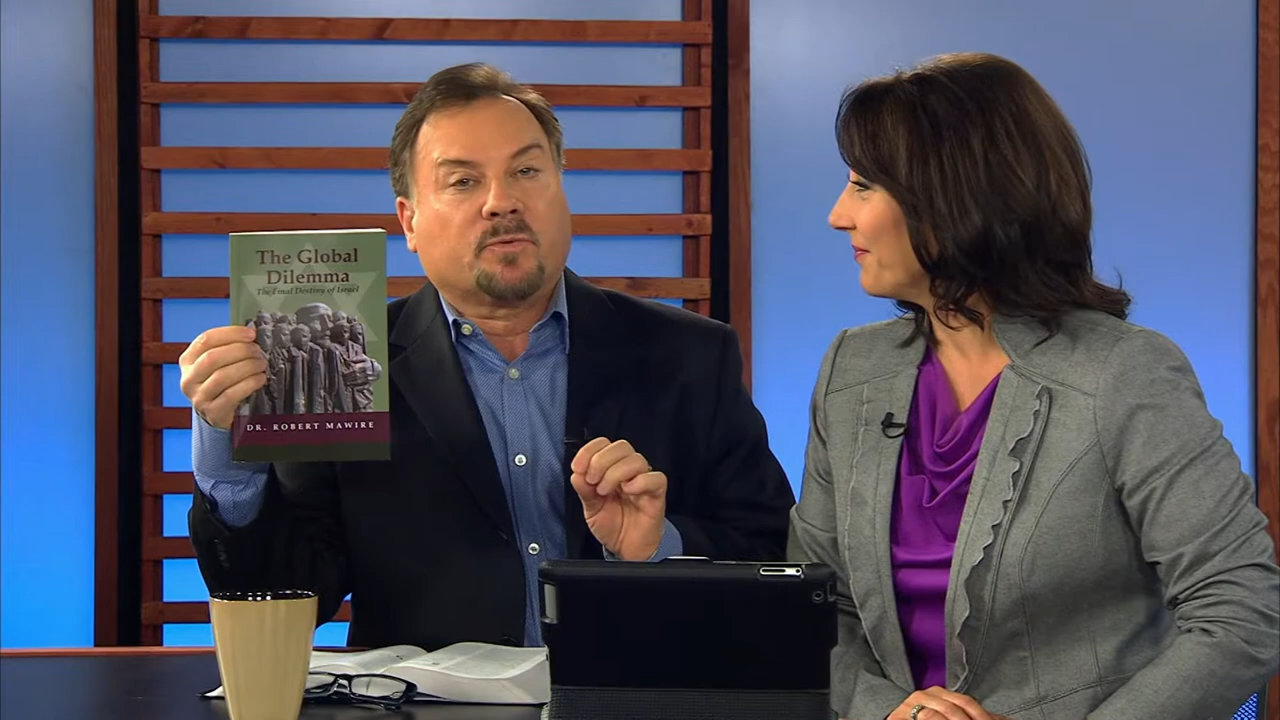 The Global
Dilemma
The Final Destiny of Israel
DR. ROBERT MAWIRE